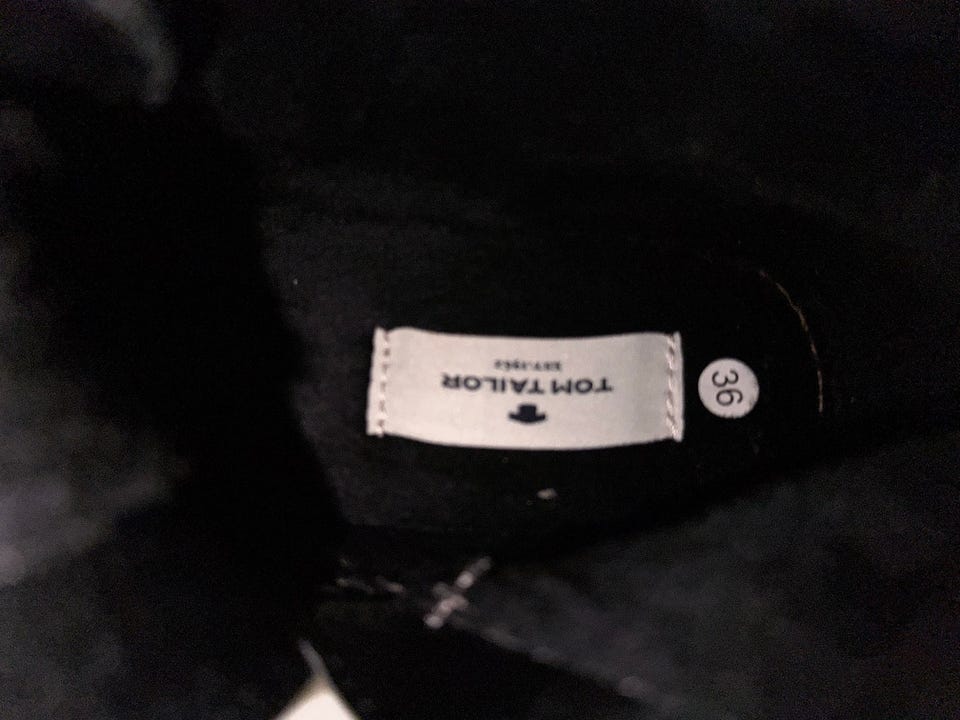 TOM TAILOR
EST. 1962
36